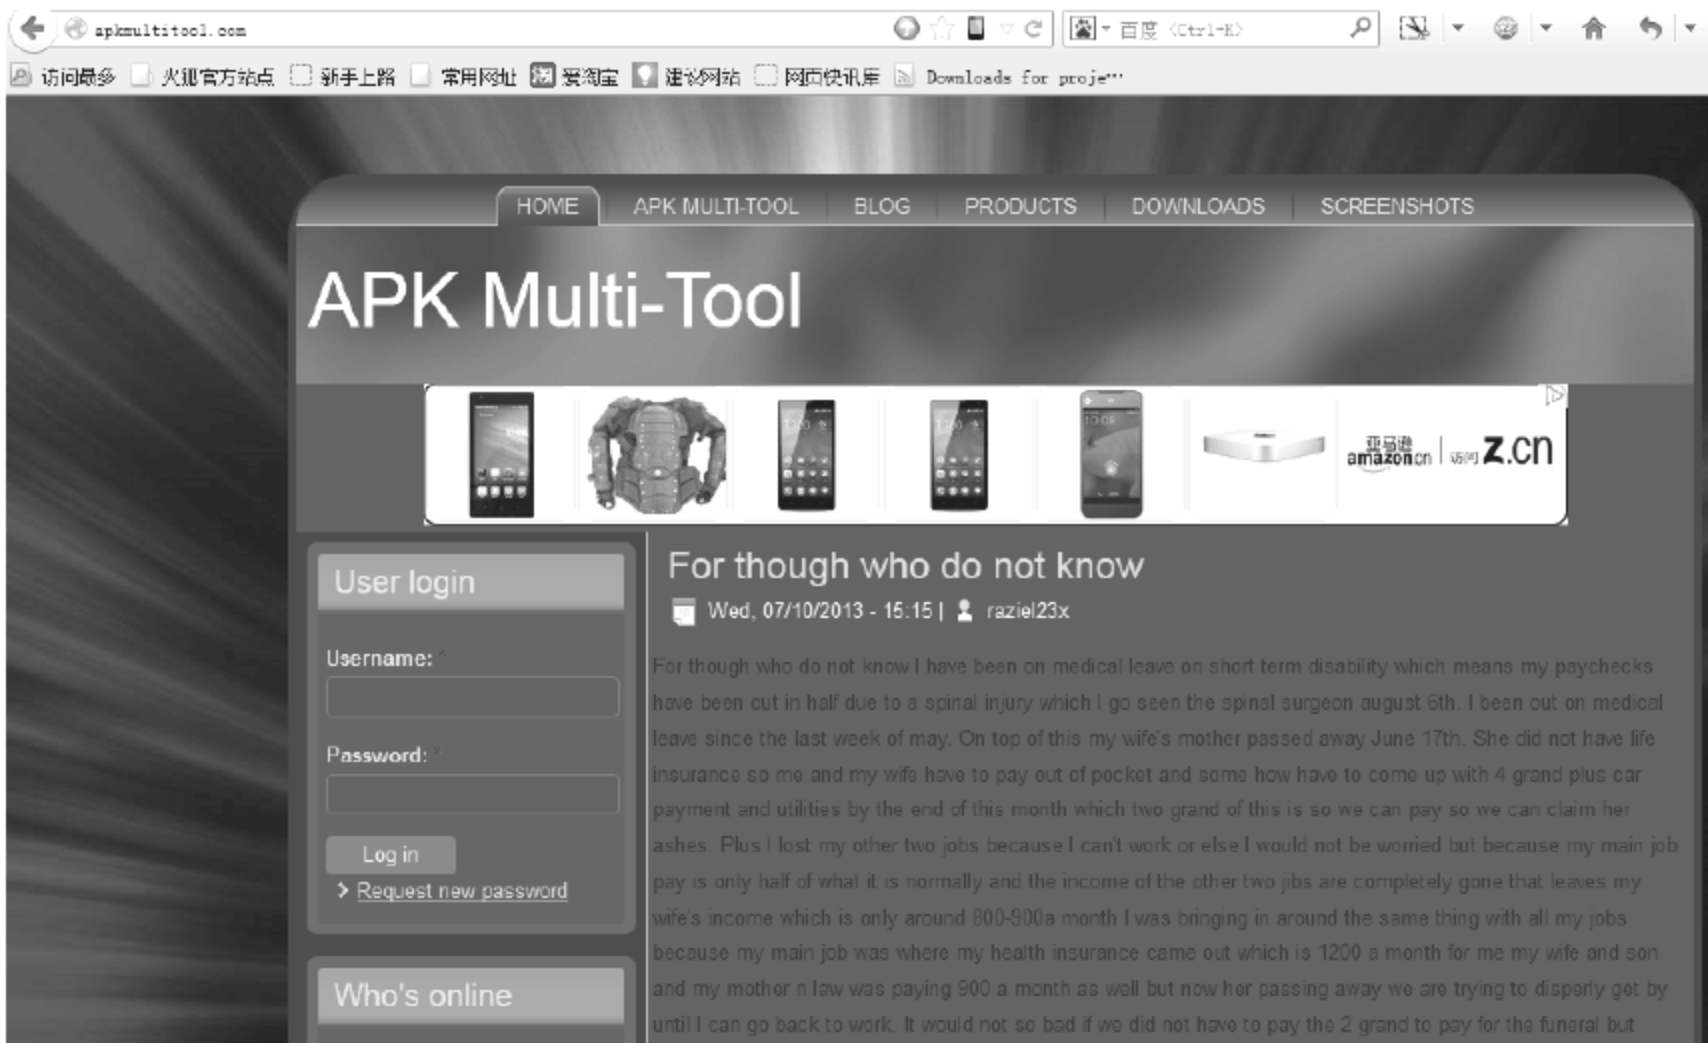 apkmultitool.com
百度 <Ctrl+K>
访问最多 火狐官方站点 新手上路 常用网址 爱淘宝 建议网站 网页快讯库 Downloads for proje…
HOME APK MULTI-TOOL BLOG PRODUCTS DOWNLOADS SCREENSHOTS
APK Multi-Tool
亚马逊
amazon.cn 访问 z.cn
User login
Username: *
Password: *
Log in
Request new password
Who's online
For though who do not know
Wed, 07/10/2013 - 15:15 | raziel23x
For though who do not know I have been on medical leave on short term disability which means my paychecks
have been cut in half due to a spinal injury which I go seen the spinal surgeon august 6th. I been out on medical
leave since the last week of may. On top of this my wife's mother passed away June 17th. She did not have life
insurance so me and my wife have to pay out of pocket and some how have to come up with 4 grand plus car
payment and utilities by the end of this month which two grand of this is so we can pay so we can claim her
ashes. Plus I lost my other two jobs because I can't work or else I would not be worried but because my main job
pay is only half of what it is normally and the income of the other two jibs are completely gone that leaves my
wife's income which is only around 800-900a month I was bringing in around the same thing with all my jobs
because my main job was where my health insurance came out which is 1200 a month for me my wife and son
and my mother n law was paying 900 a month as well but now her passing away we are trying to disperly get by
until I can go back to work. It would not so bad if we did not have to pay the 2 grand to pay for the funeral but